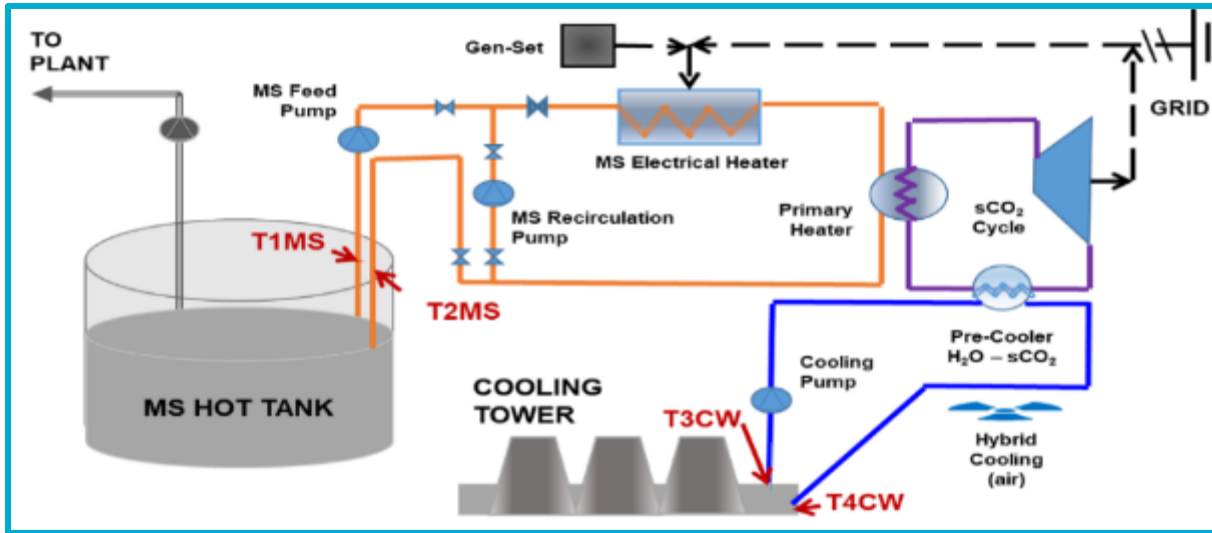 TO
PLANT
Gen-Set
GRID
MS Feed
Pump
MS Electrical Heater
T1MS
MS Recirculation
Pump
Primary
Heater
sCO₂
Cycle
T2MS
MS HOT TANK
Pre-Cooler
H₂O – sCO₂
Cooling
Pump
COOLING
TOWER
T3CW
Hybrid
Cooling
(air)
T4CW